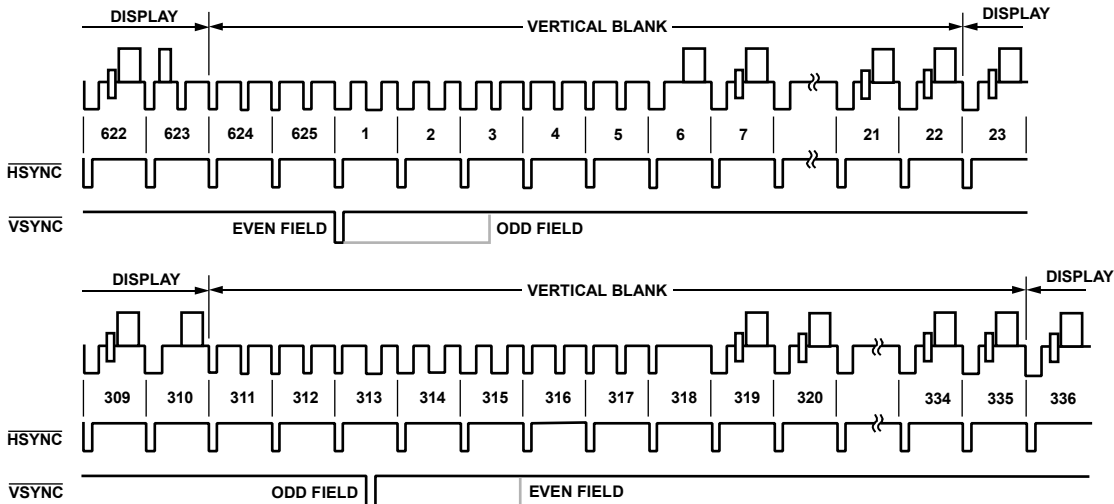 DISPLAY VERTICAL BLANK DISPLAY
622 623 624 625 1 2 3 4 5 6 7 21 22 23
HSYNC
VSYNC EVEN FIELD ODD FIELD
DISPLAY VERTICAL BLANK DISPLAY
309 310 311 312 313 314 315 316 317 318 319 320 334 335 336
HSYNC
VSYNC ODD FIELD EVEN FIELD